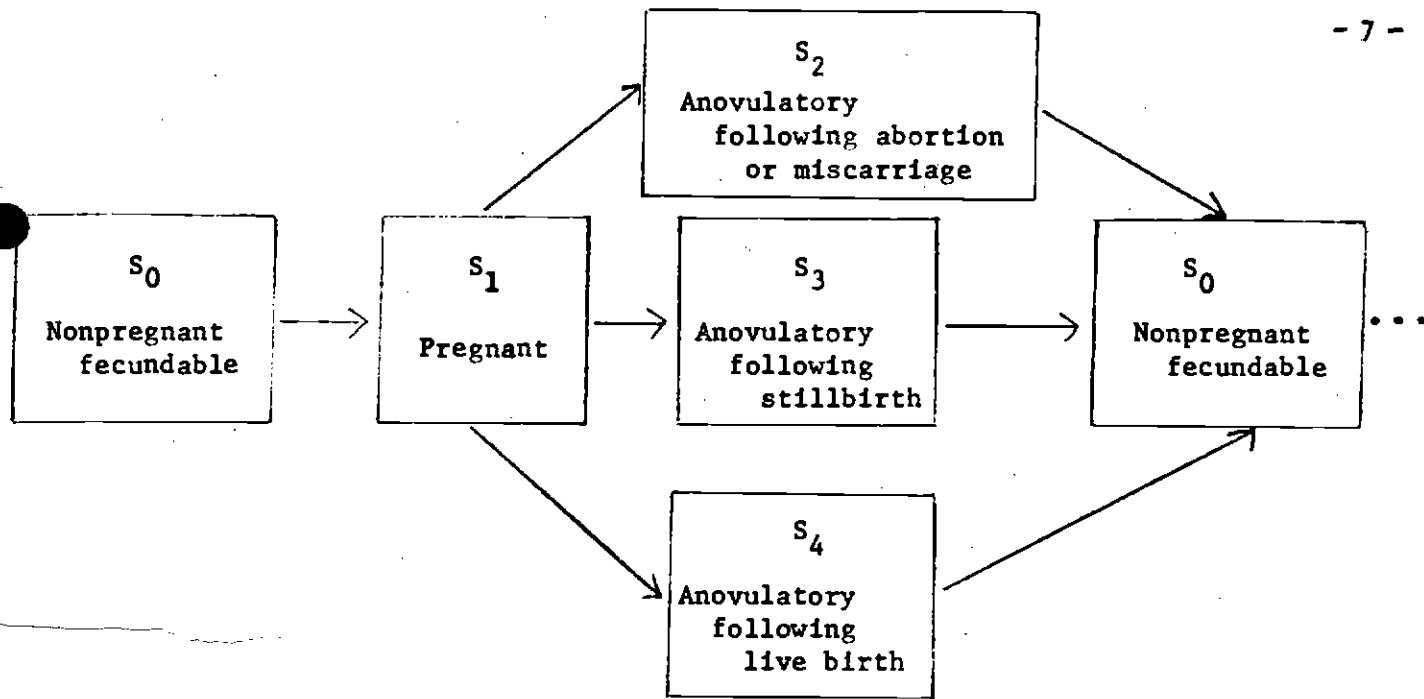 - 7 -
S2
Anovulatory
following abortion
or miscarriage
S0
Nonpregnant
fecundable
S1
Pregnant
S3
Anovulatory
following
stillbirth
S0
Nonpregnant
fecundable
...
S4
Anovulatory
following
live birth